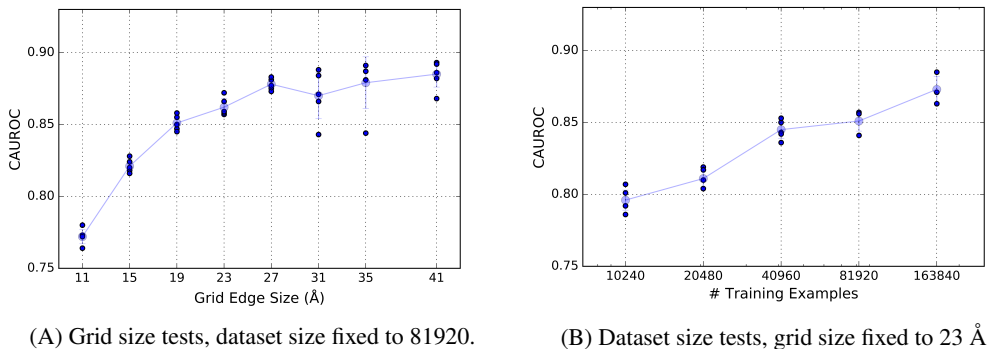 0.90
0.85
0.80
0.75
CAUROC
11 15 19 23 27 31 35 41
Grid Edge Size (Å)
(A) Grid size tests, dataset size fixed to 81920.
0.90
0.85
0.80
0.75
CAUROC
10240 20480 40960 81920 163840
# Training Examples
(B) Dataset size tests, grid size fixed to 23 Å